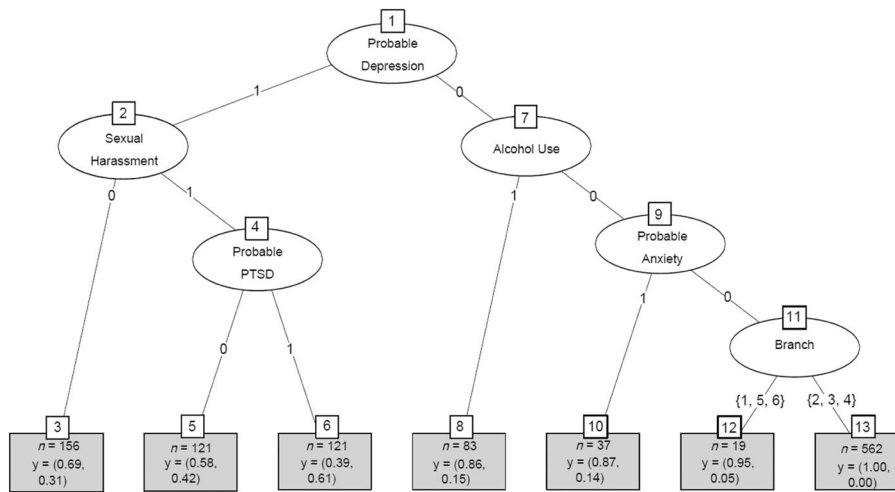 1
Probable
Depression
1
0
2
Sexual
Harassment
7
Alcohol Use
0
1
1
0
4
Probable
PTSD
9
Probable
Anxiety
0
1
1
0
11
Branch
{1, 5, 6}
{2, 3, 4}
3
n = 156
y = (0.69,
0.31)
5
n = 121
y = (0.58,
0.42)
6
n = 121
y = (0.39,
0.61)
8
n = 83
y = (0.86,
0.15)
10
n = 37
y = (0.87,
0.14)
12
n = 19
y = (0.95,
0.05)
13
n = 562
y = (1.00,
0.00)